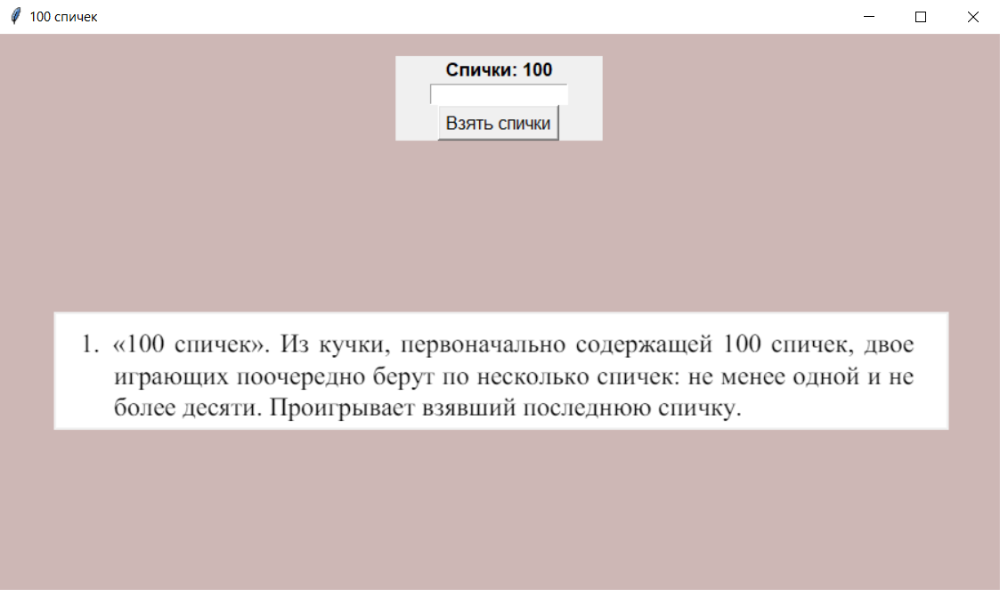 100 спичек
Спички: 100
Взять спички
1. «100 спичек». Из кучки, первоначально содержащей 100 спичек, двое
играющих поочередно берут по несколько спичек: не менее одной и не
более десяти. Проигрывает взявший последнюю спичку.